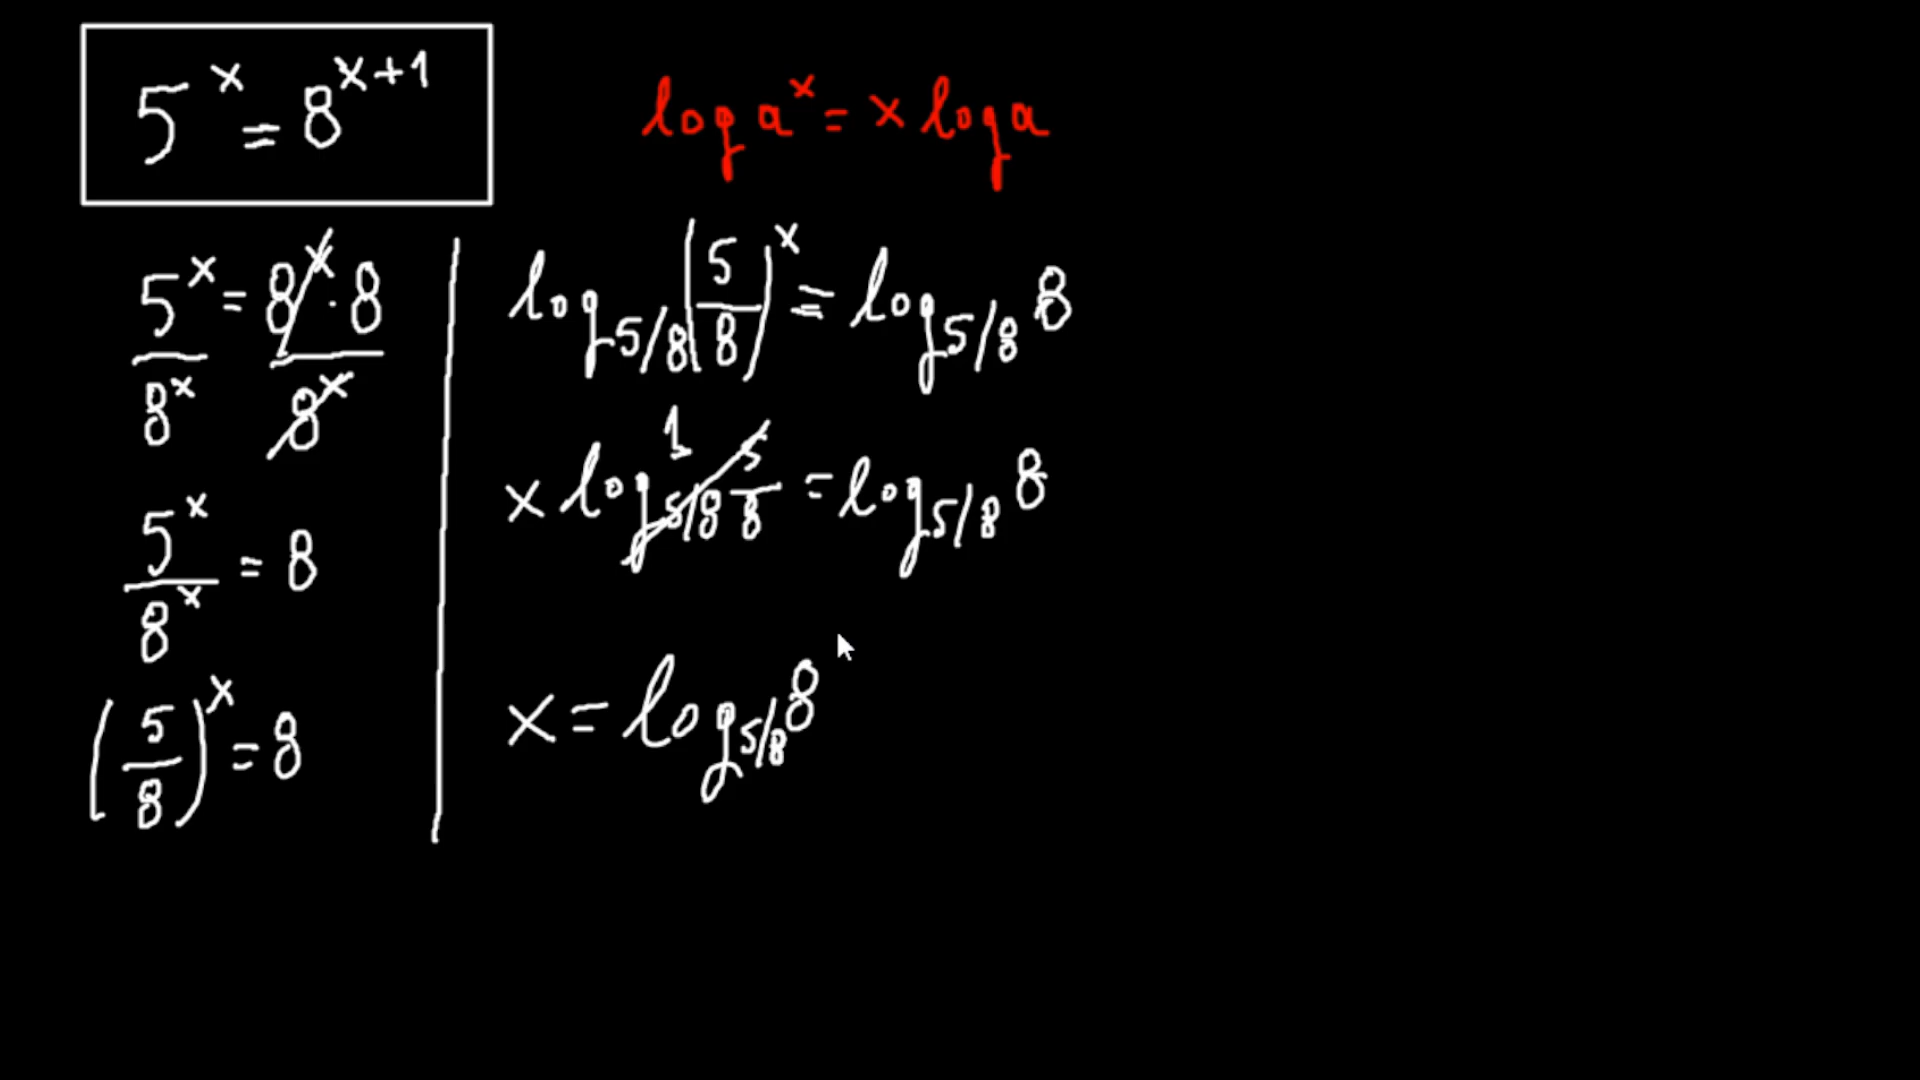 5^x = 8^(x+1)
log a^x = x log a
5^x/8^x = 8^x · 8/8^x
5^x/8^x = 8
(5/8)^x = 8
log_5/8 (5/8)^x = log_5/8 8
1
x log_5/8 5/8 = log_5/8 8
x = log_5/8 8